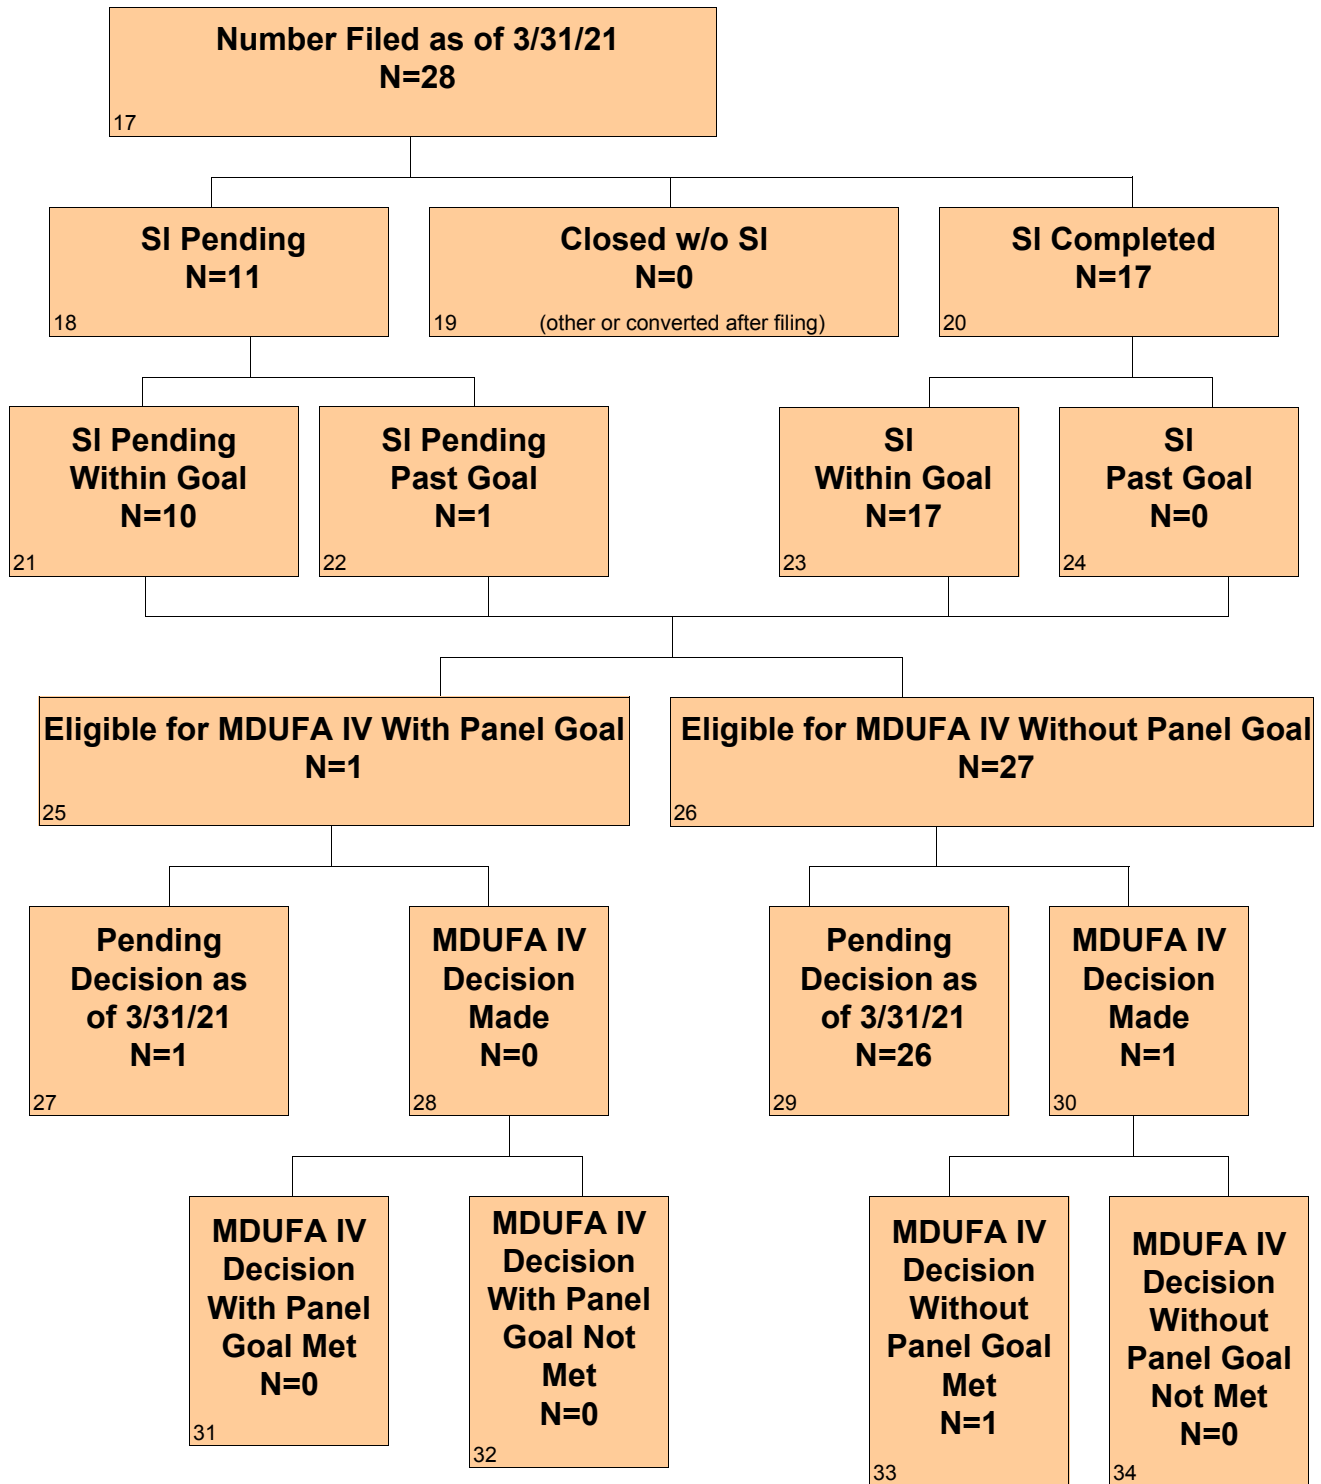 Number Filed as of 3/31/21
N=28
17
SI Pending
N=11
18
Closed w/o SI
N=0
19
(other or converted after filing)
SI Completed
N=17
20
SI Pending
Within Goal
N=10
21
SI Pending
Past Goal
N=1
22
SI
Within Goal
N=17
23
SI
Past Goal
N=0
24
Eligible for MDUFA IV With Panel Goal
N=1
25
Eligible for MDUFA IV Without Panel Goal
N=27
26
Pending
Decision as
of 3/31/21
N=1
27
MDUFA IV
Decision
Made
N=0
28
Pending
Decision as
of 3/31/21
N=26
29
MDUFA IV
Decision
Made
N=1
30
MDUFA IV
Decision
With Panel
Goal Met
N=0
31
MDUFA IV
Decision
With Panel
Goal Not
Met
N=0
32
MDUFA IV
Decision
Without
Panel Goal
Met
N=1
33
MDUFA IV
Decision
Without
Panel Goal
Not Met
N=0
34